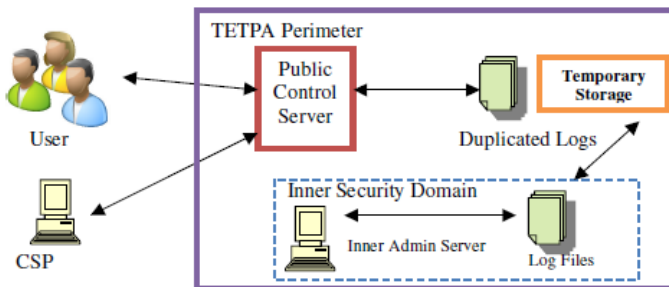 TETPA Perimeter
Public
Control
Server
Temporary
Storage
User
Duplicated Logs
Inner Security Domain
Inner Admin Server
Log Files
CSP